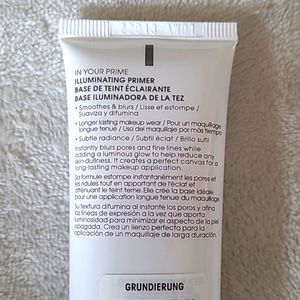 22013 A701
IN YOUR PRIME
ILLUMINATING PRIMER
BASE DE TEINT ÉCLAIRANTE
BASE ILUMINADORA DE LA TEZ
• Smoothes & blurs / Lisse et estompe /
Suaviza y difumina
• Longer lasting makeup wear / Pour un maquillage
longue tenue / Uso del maquillaje por más tiempo
• Subtle radiance / Subtil éclat / Brillo sutil
Instantly blurs pores and fine lines while
adding a luminous glow to help reduce any
skin dullness. It creates a perfect canvas for a
long lasting makeup application.
Sa formule estompe instantanément les pores et
les ridules tout en apportant de l'éclat et
atténuant le teint terne. Elle crée la base idéale
pour une application longue tenue du maquillage.
Su textura difumina al instante los poros y afina
las líneas de expresión a la vez que aporta
luminosidad para minimizar el aspecto de la piel
apagada. Crea un lienzo perfecto para la
aplicación de un maquillaje de larga duración.
GRUNDIERUNG